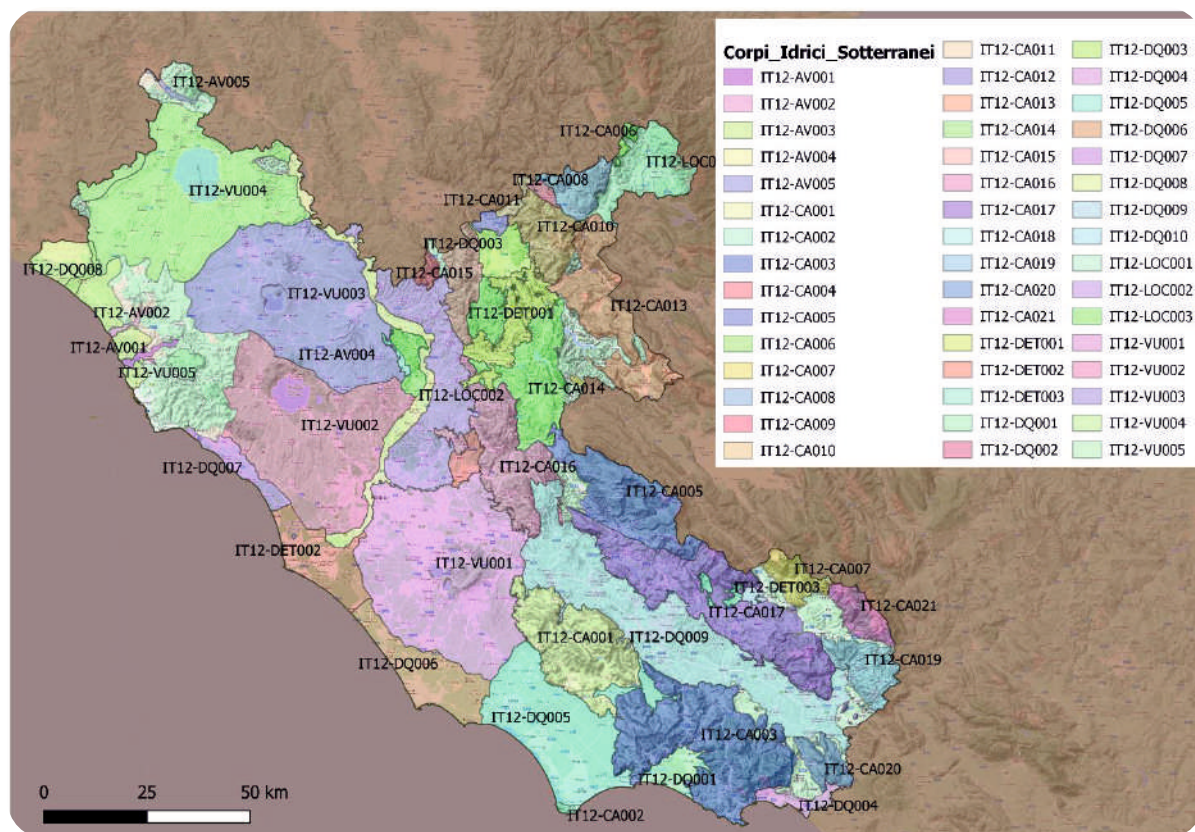 Corpi_Idrici_Sotterranei
IT12-AV001
IT12-AV002
IT12-AV003
IT12-AV004
IT12-AV005
IT12-CA001
IT12-CA002
IT12-CA003
IT12-CA004
IT12-CA005
IT12-CA006
IT12-CA007
IT12-CA008
IT12-CA009
IT12-CA010
IT12-CA011
IT12-CA012
IT12-CA013
IT12-CA014
IT12-CA015
IT12-CA016
IT12-CA017
IT12-CA018
IT12-CA019
IT12-CA020
IT12-CA021
IT12-DET001
IT12-DET002
IT12-DET003
IT12-DQ001
IT12-DQ002
IT12-DQ003
IT12-DQ004
IT12-DQ005
IT12-DQ006
IT12-DQ007
IT12-DQ008
IT12-DQ009
IT12-DQ010
IT12-LOC001
IT12-LOC002
IT12-LOC003
IT12-VU001
IT12-VU002
IT12-VU003
IT12-VU004
IT12-VU005
IT12-AV005
IT12-CA006
IT12-LOC0
IT12-CA008
IT12-VU004
IT12-CA011
IT12-CA010
IT12-DQ003
IT12-DQ008
IT12-CA015
IT12-VU003
IT12-CA013
IT12-AV002
IT12-DET001
IT12-AV001
IT12-AV004
IT12-VU005
IT12-LOC002
IT12-CA014
IT12-VU002
IT12-DQ007
IT12-CA016
IT12-CA005
IT12-DET002
IT12-VU001
IT12-CA007
IT12-DET003
IT12-CA017
IT12-CA021
IT12-CA001
IT12-DQ009
IT12-DQ006
IT12-CA019
IT12-DQ005
IT12-CA003
IT12-CA020
IT12-DQ001
IT12-DQ004
IT12-CA002
0 25 50 km